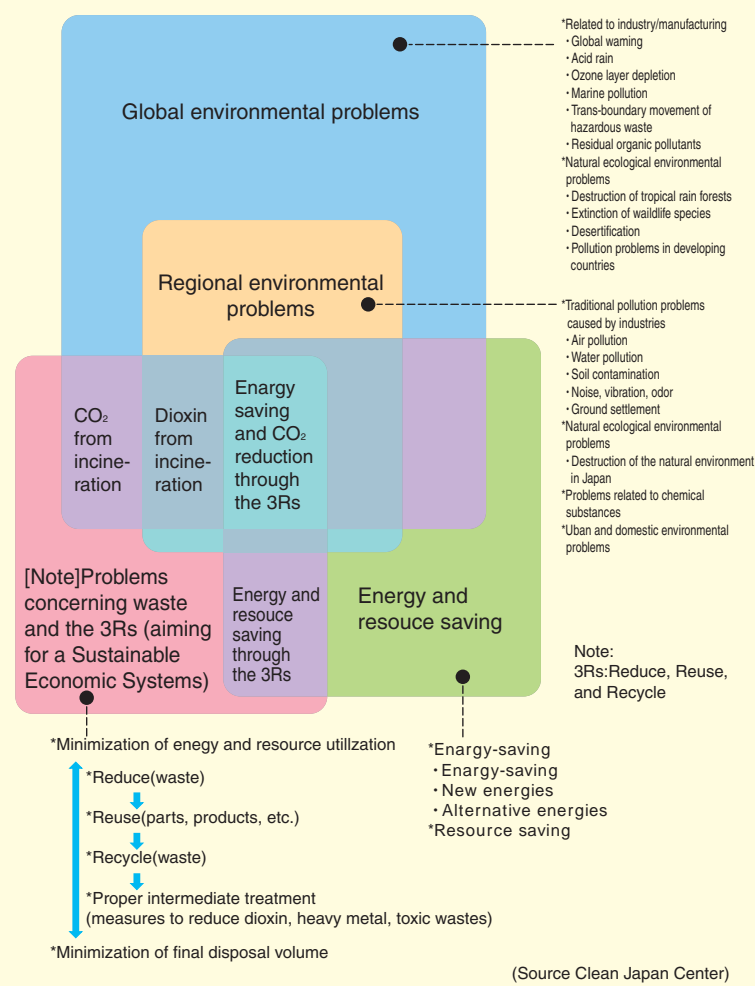 Global environmental problems
*Related to industry/manufacturing
・Global waming
・Acid rain
・Ozone layer depletion
・Marine pollution
・Trans-boundary movement of
hazardous waste
・Residual organic pollutants
*Natural ecological environmental
problems
・Destruction of tropical rain forests
・Extinction of waildlife species
・Desertification
・Pollution problems in developing
countries
Regional environmental
problems
*Traditional pollution problems
caused by industries
・Air pollution
・Water pollution
・Soil contamination
・Noise, vibration, odor
・Ground settlement
*Natural ecological environmental
problems
・Destruction of the natural environment
in Japan
*Problems related to chemical
substances
*Uban and domestic environmental
problems
CO₂
from
incine-
ration
Dioxin
from
incine-
ration
Enargy
saving
and CO₂
reduction
through
the 3Rs
[Note]Problems
concerning waste
and the 3Rs (aiming
for a Sustainable
Economic Systems)
Energy and
resouce
saving
through
the 3Rs
Energy and
resouce saving
Note:
3Rs:Reduce, Reuse,
and Recycle
*Minimization of enegy and resource utillzation
*Reduce(waste)
*Reuse(parts, products, etc.)
*Recycle(waste)
*Proper intermediate treatment
(measures to reduce dioxin, heavy metal, toxic wastes)
*Minimization of final disposal volume
*Enargy-saving
・Enargy-saving
・New energies
・Alternative energies
*Resource saving
(Source Clean Japan Center)